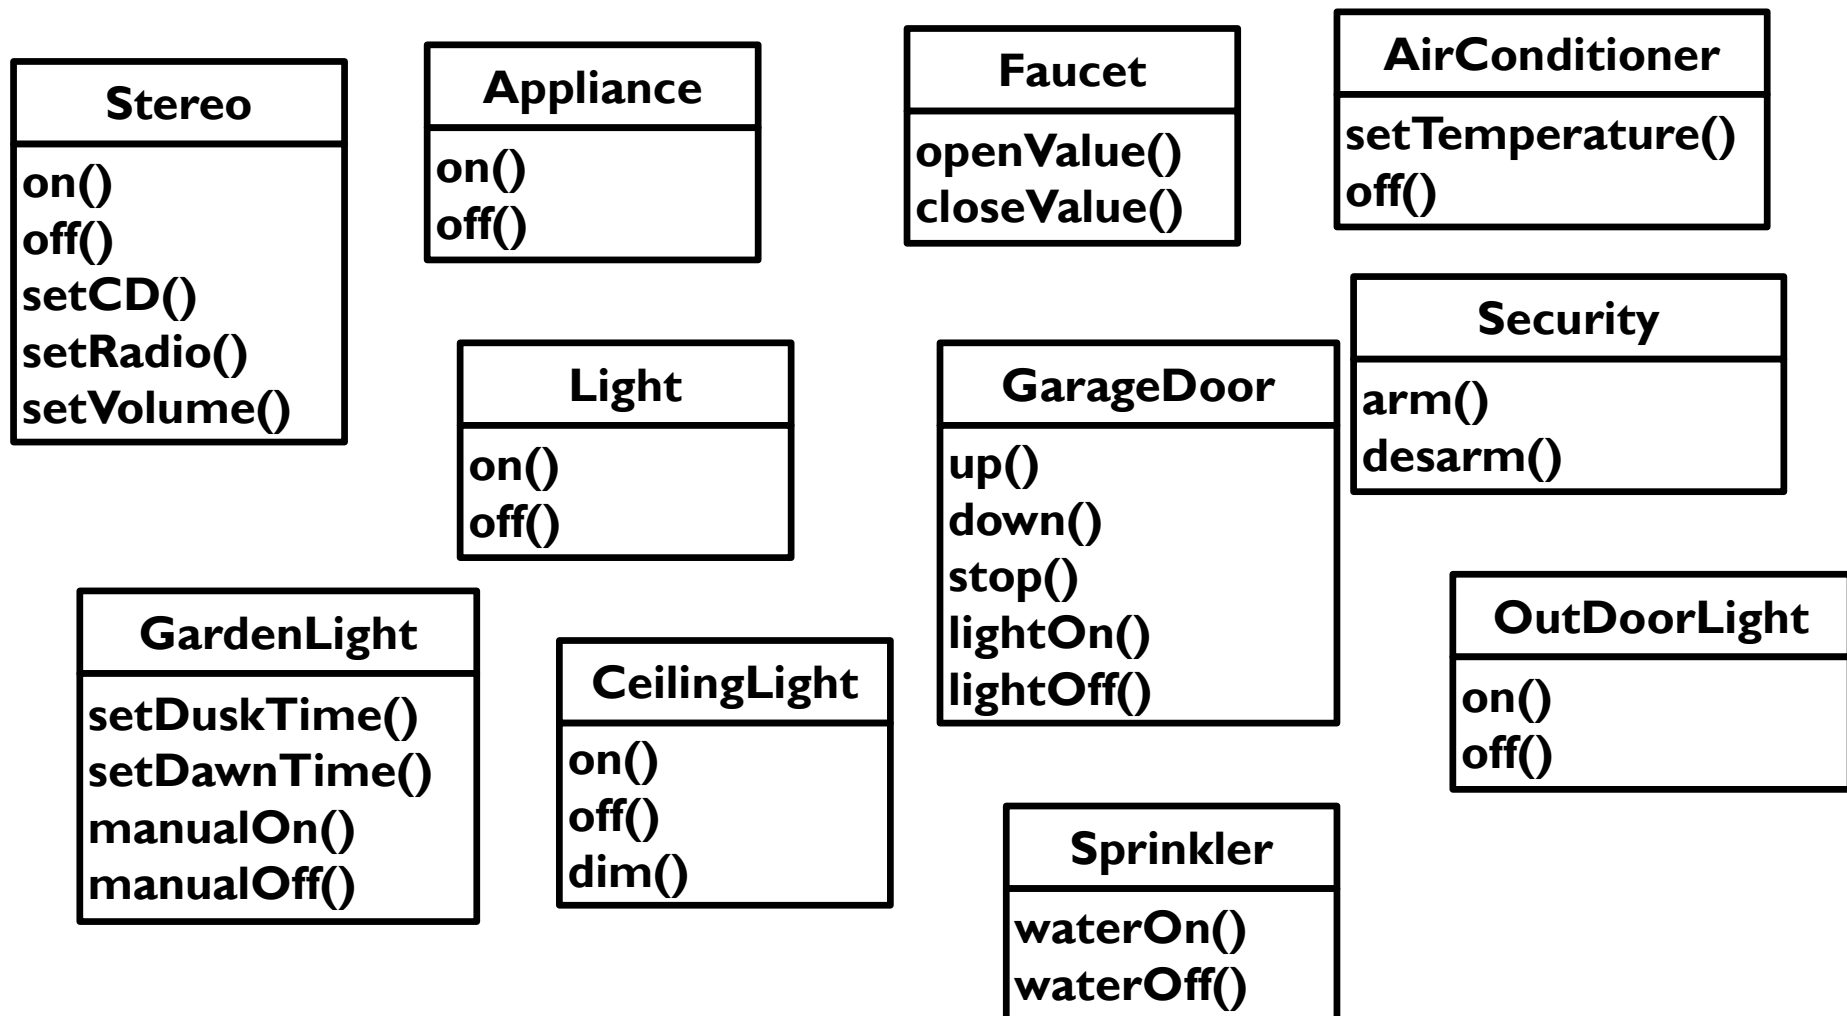 Stereo
on()
off()
setCD()
setRadio()
setVolume()
Appliance
on()
off()
Faucet
openValue()
closeValue()
AirConditioner
setTemperature()
off()
Light
on()
off()
GarageDoor
up()
down()
stop()
lightOn()
lightOff()
Security
arm()
desarm()
GardenLight
setDuskTime()
setDawnTime()
manualOn()
manualOff()
CeilingLight
on()
off()
dim()
OutDoorLight
on()
off()
Sprinkler
waterOn()
waterOff()